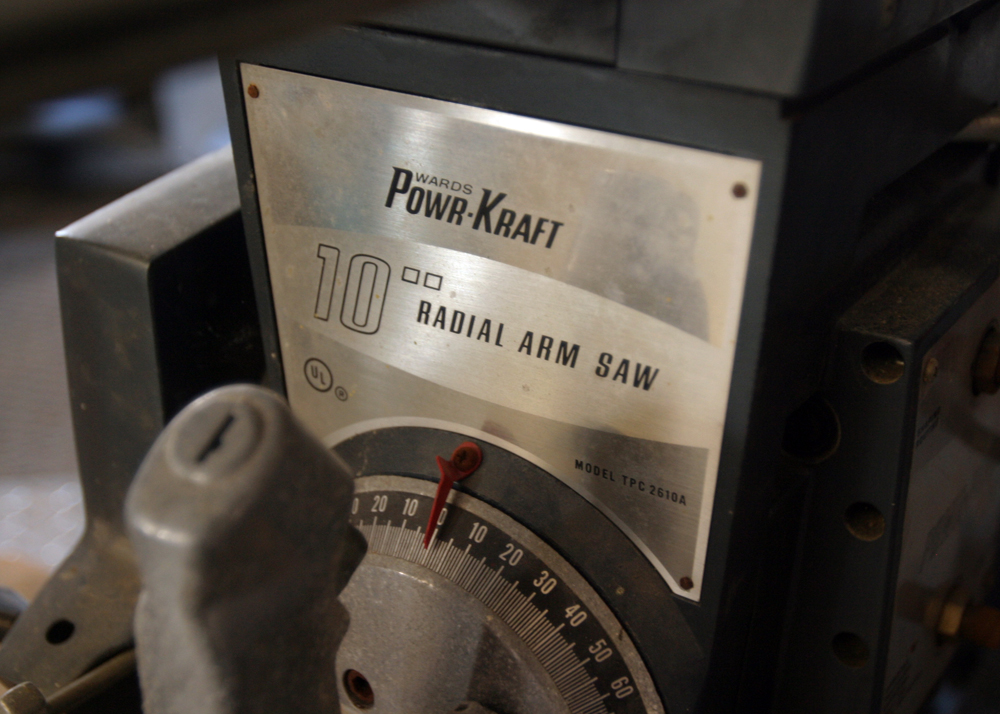 WARDS
POWR-KRAFT
10"
RADIAL ARM SAW
UL ®
MODEL TPC 2610A
20 10 0 10 20 30 40 50 60